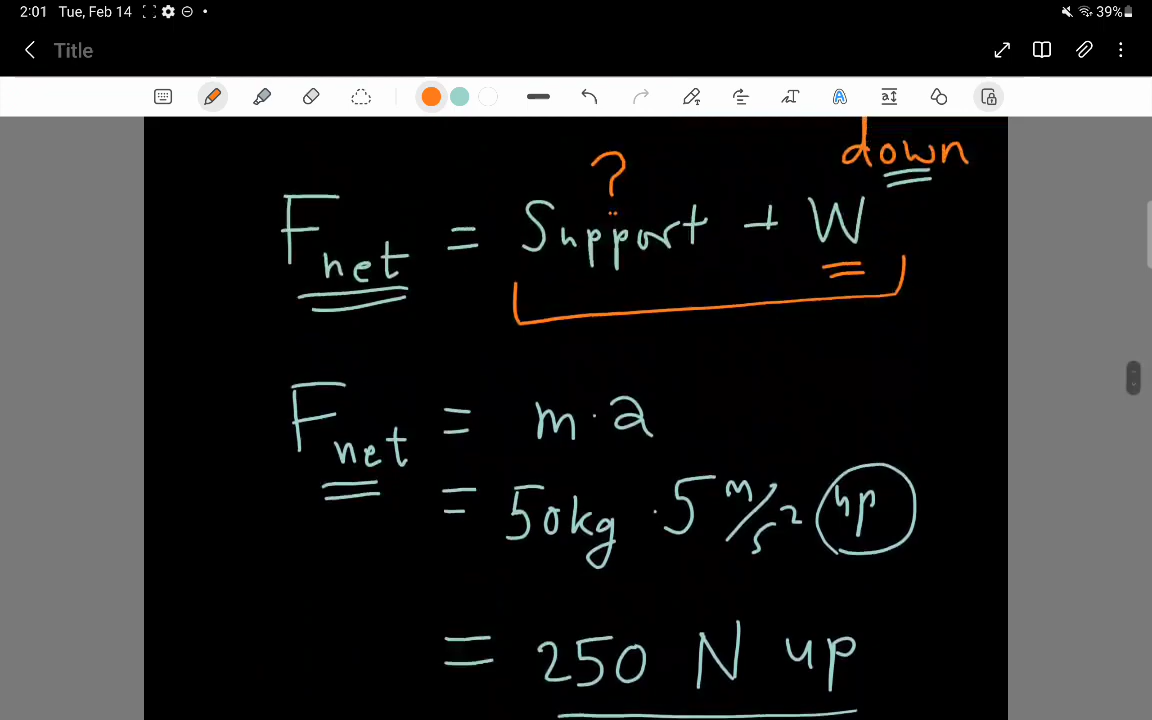 2:01 Tue, Feb 14 39%
Title
down
?
Fnet = Support + W
Fnet = m · a
= 50kg · 5 m/s2 up
= 250 N up